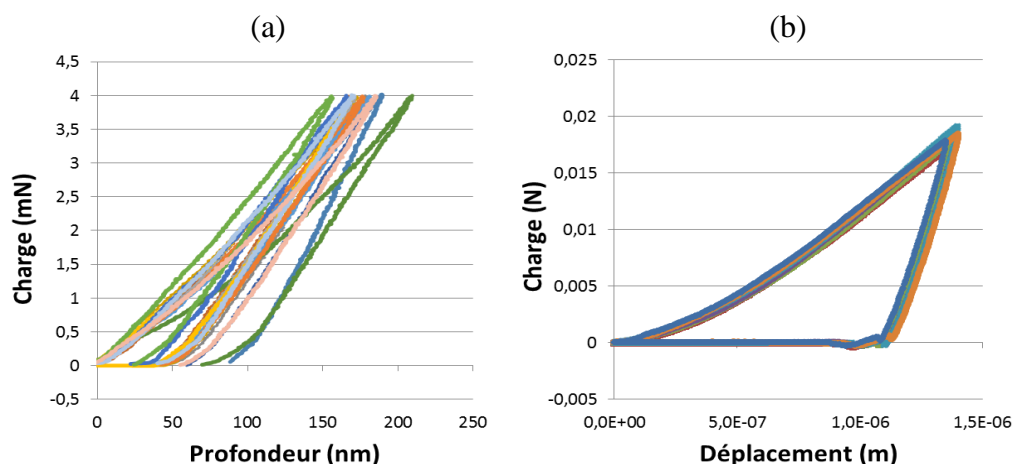 (a)
Charge (mN)
4,5
4
3,5
3
2,5
2
1,5
1
0,5
0
-0,5
0 50 100 150 200 250
Profondeur (nm)
(b)
Charge (N)
0,025
0,02
0,015
0,01
0,005
0
-0,005
0,0E+00 5,0E-07 1,0E-06 1,5E-06
Déplacement (m)